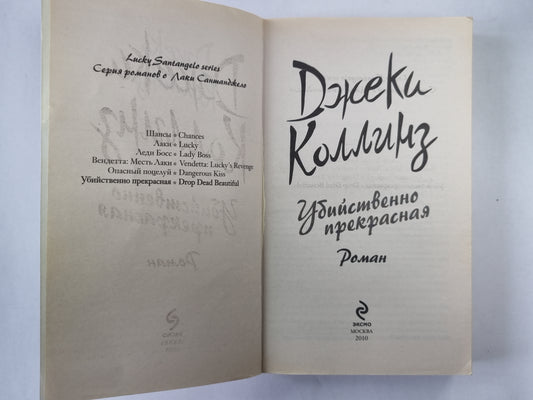 Lucky Santangelo series
Серия романов о Лаки Сантанджело
Шансы • Chances
Лаки • Lucky
Леди Босс • Lady Boss
Вендетта: Месть Лаки • Vendetta: Lucky's Revenge
Опасный поцелуй • Dangerous Kiss
Убийственно прекрасная • Drop Dead Beautiful
Джеки
Коллинз
Убийственно
прекрасная
Роман
ЭКСМО
МОСКВА
2010